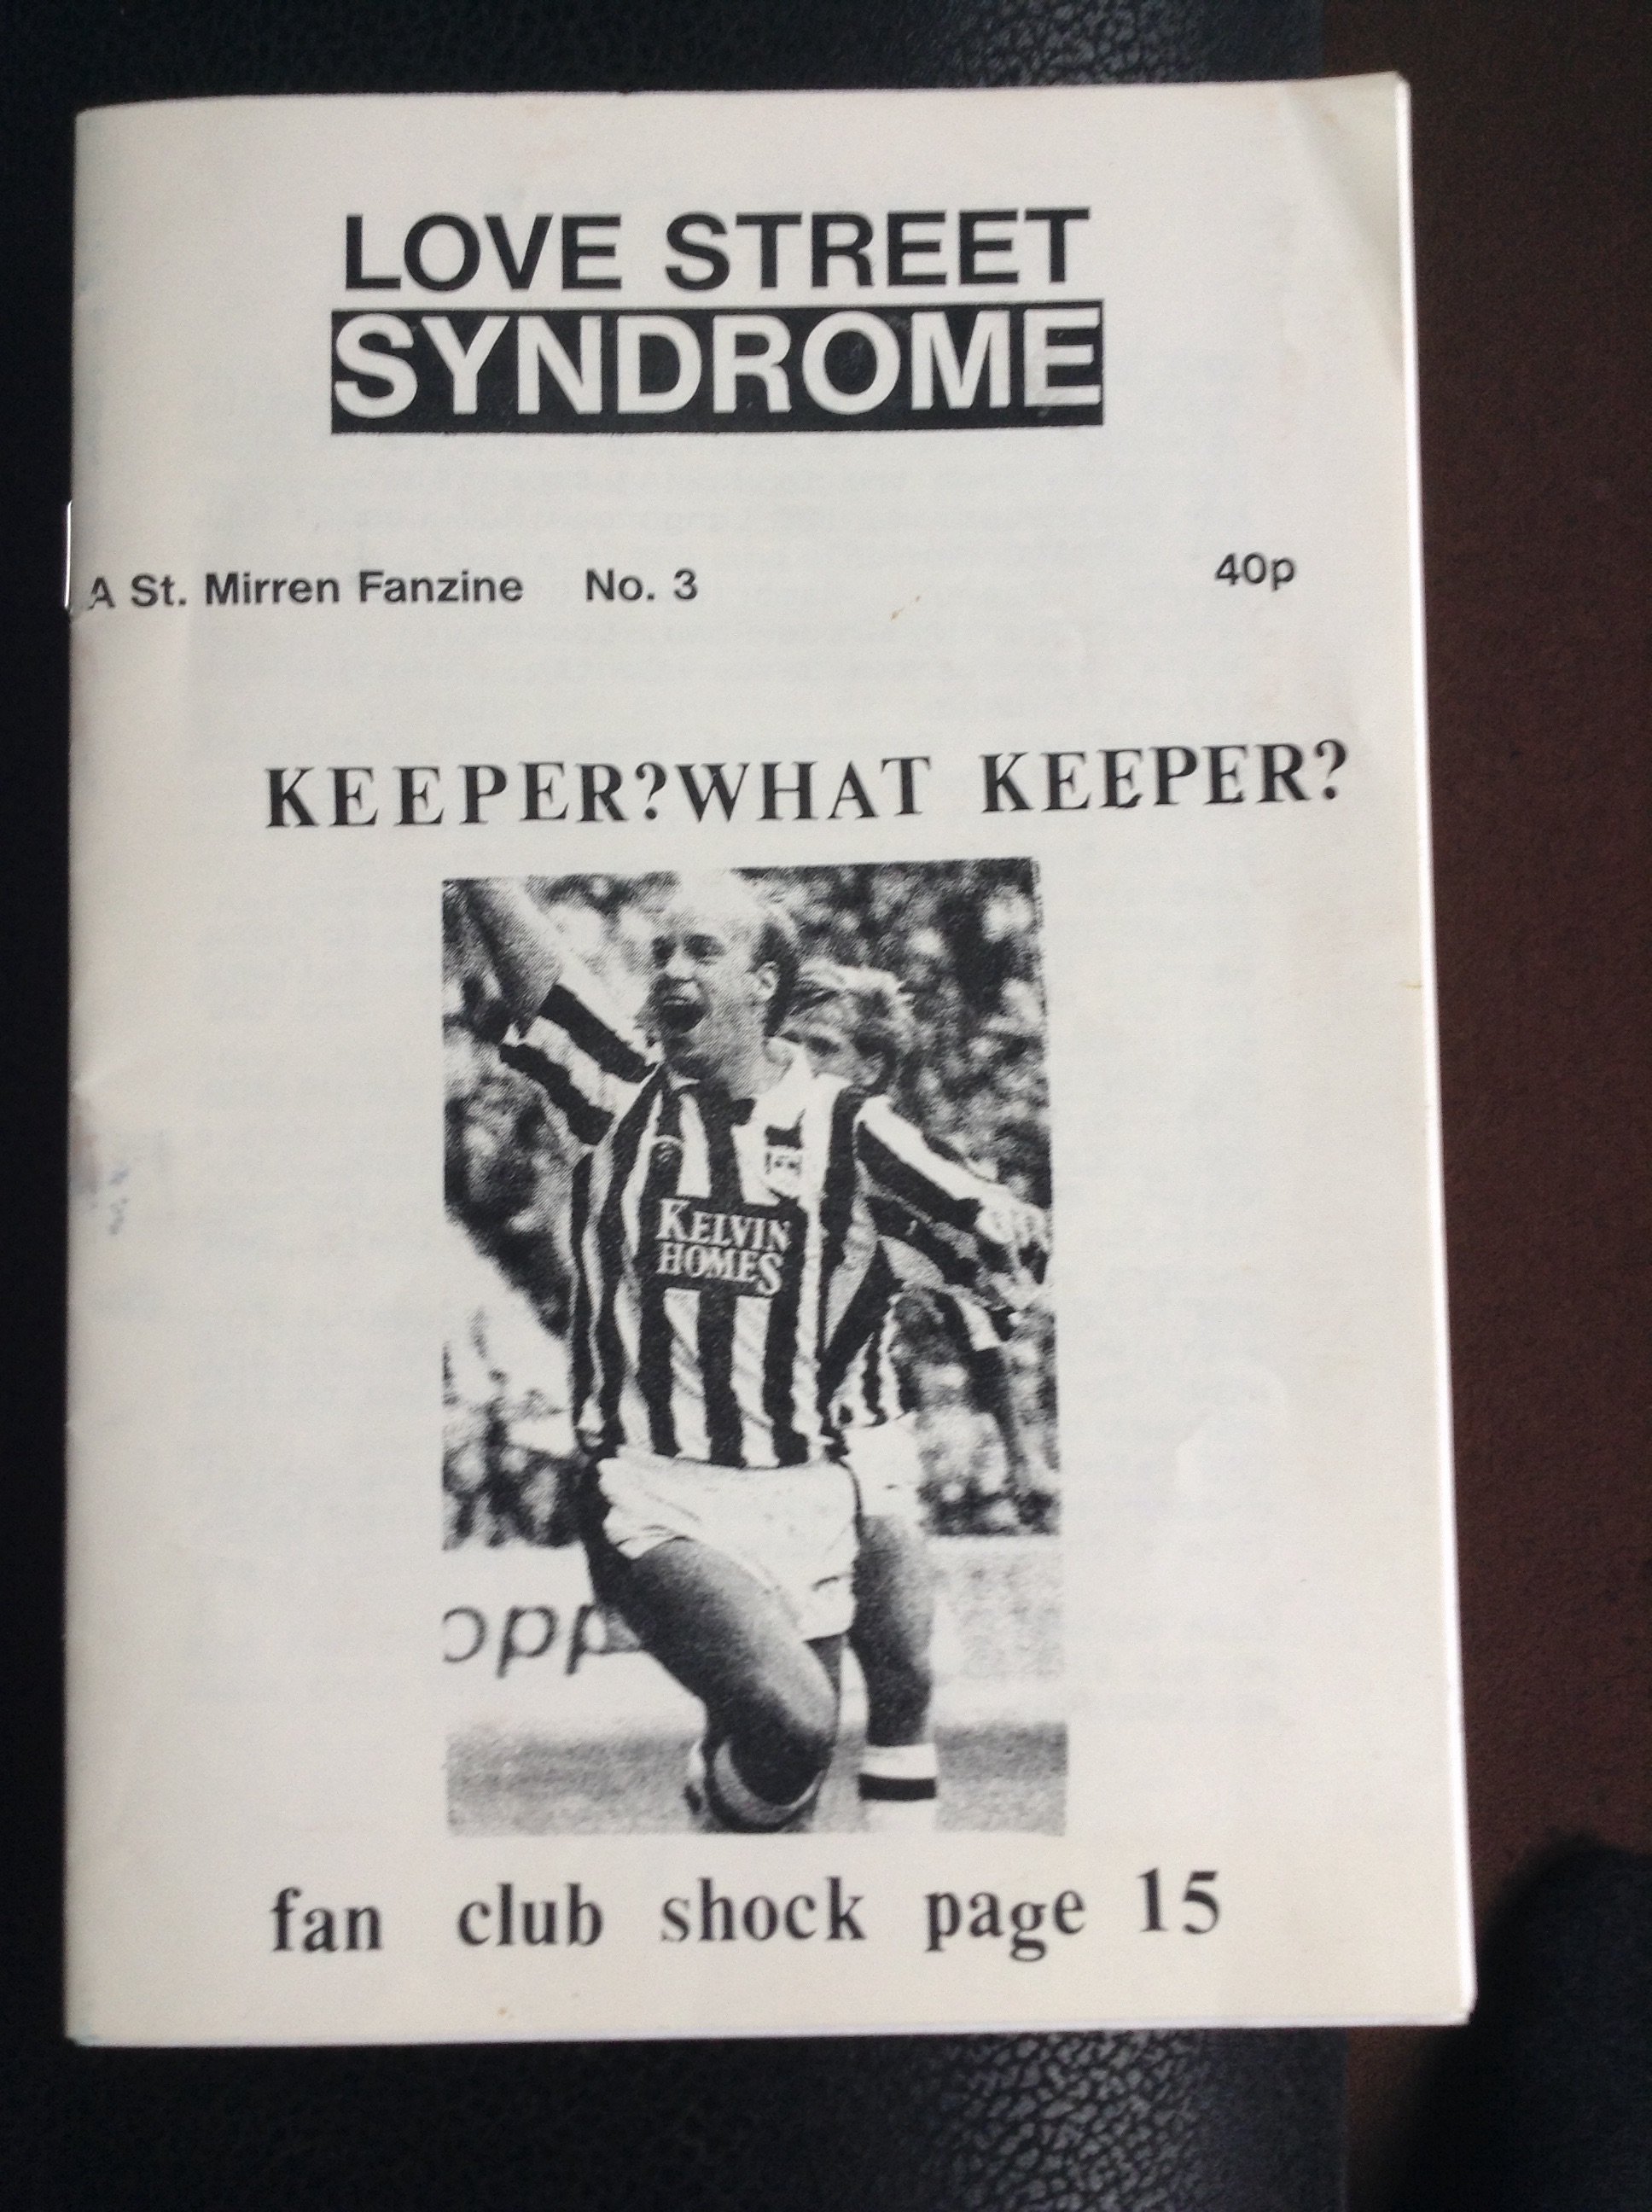 LOVE STREET
SYNDROME
A St. Mirren Fanzine No. 3 40p
KEEPER?WHAT KEEPER?
KELVIN
HOMES
opp
fan club shock page 15